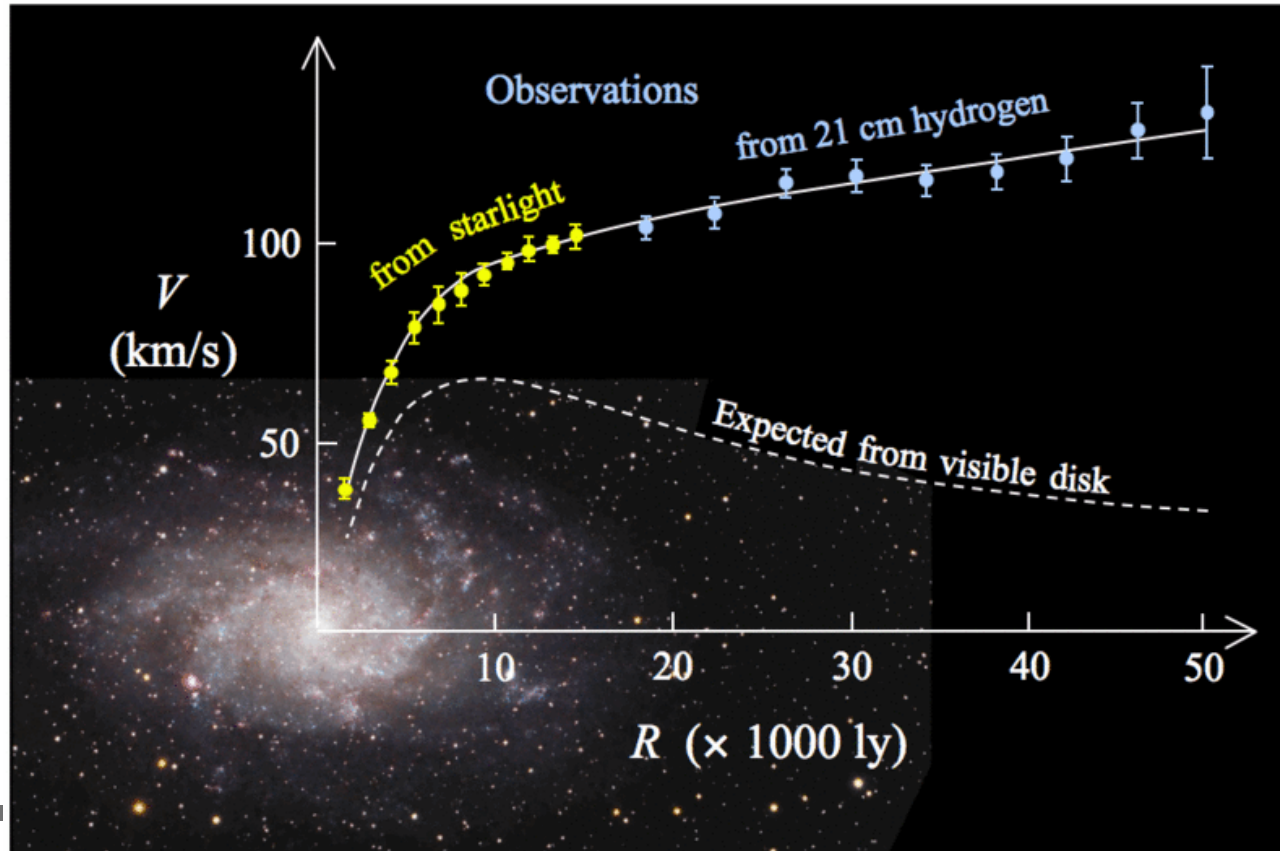 Observations
from 21 cm hydrogen
from starlight
100
V
(km/s)
50
Expected from visible disk
10
20
30
40
50
R (× 1000 ly)